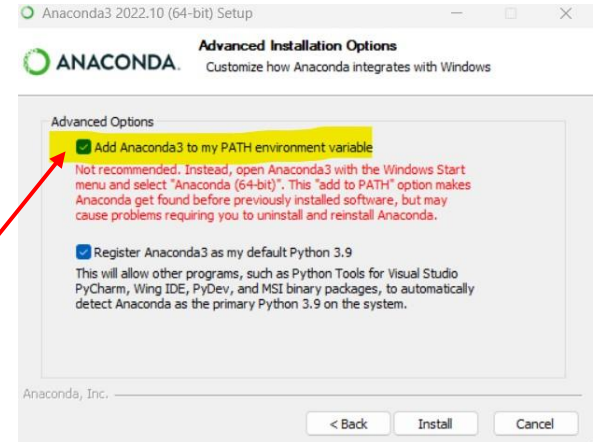 Anaconda3 2022.10 (64-bit) Setup
ANACONDA.
Advanced Installation Options
Customize how Anaconda integrates with Windows
Advanced Options
Add Anaconda3 to my PATH environment variable
Not recommended. Instead, open Anaconda3 with the Windows Start
menu and select "Anaconda (64-bit)". This "add to PATH" option makes
Anaconda get found before previously installed software, but may
cause problems requiring you to uninstall and reinstall Anaconda.
Register Anaconda3 as my default Python 3.9
This will allow other programs, such as Python Tools for Visual Studio
PyCharm, Wing IDE, PyDev, and MSI binary packages, to automatically
detect Anaconda as the primary Python 3.9 on the system.
Anaconda, Inc.
< Back
Install
Cancel